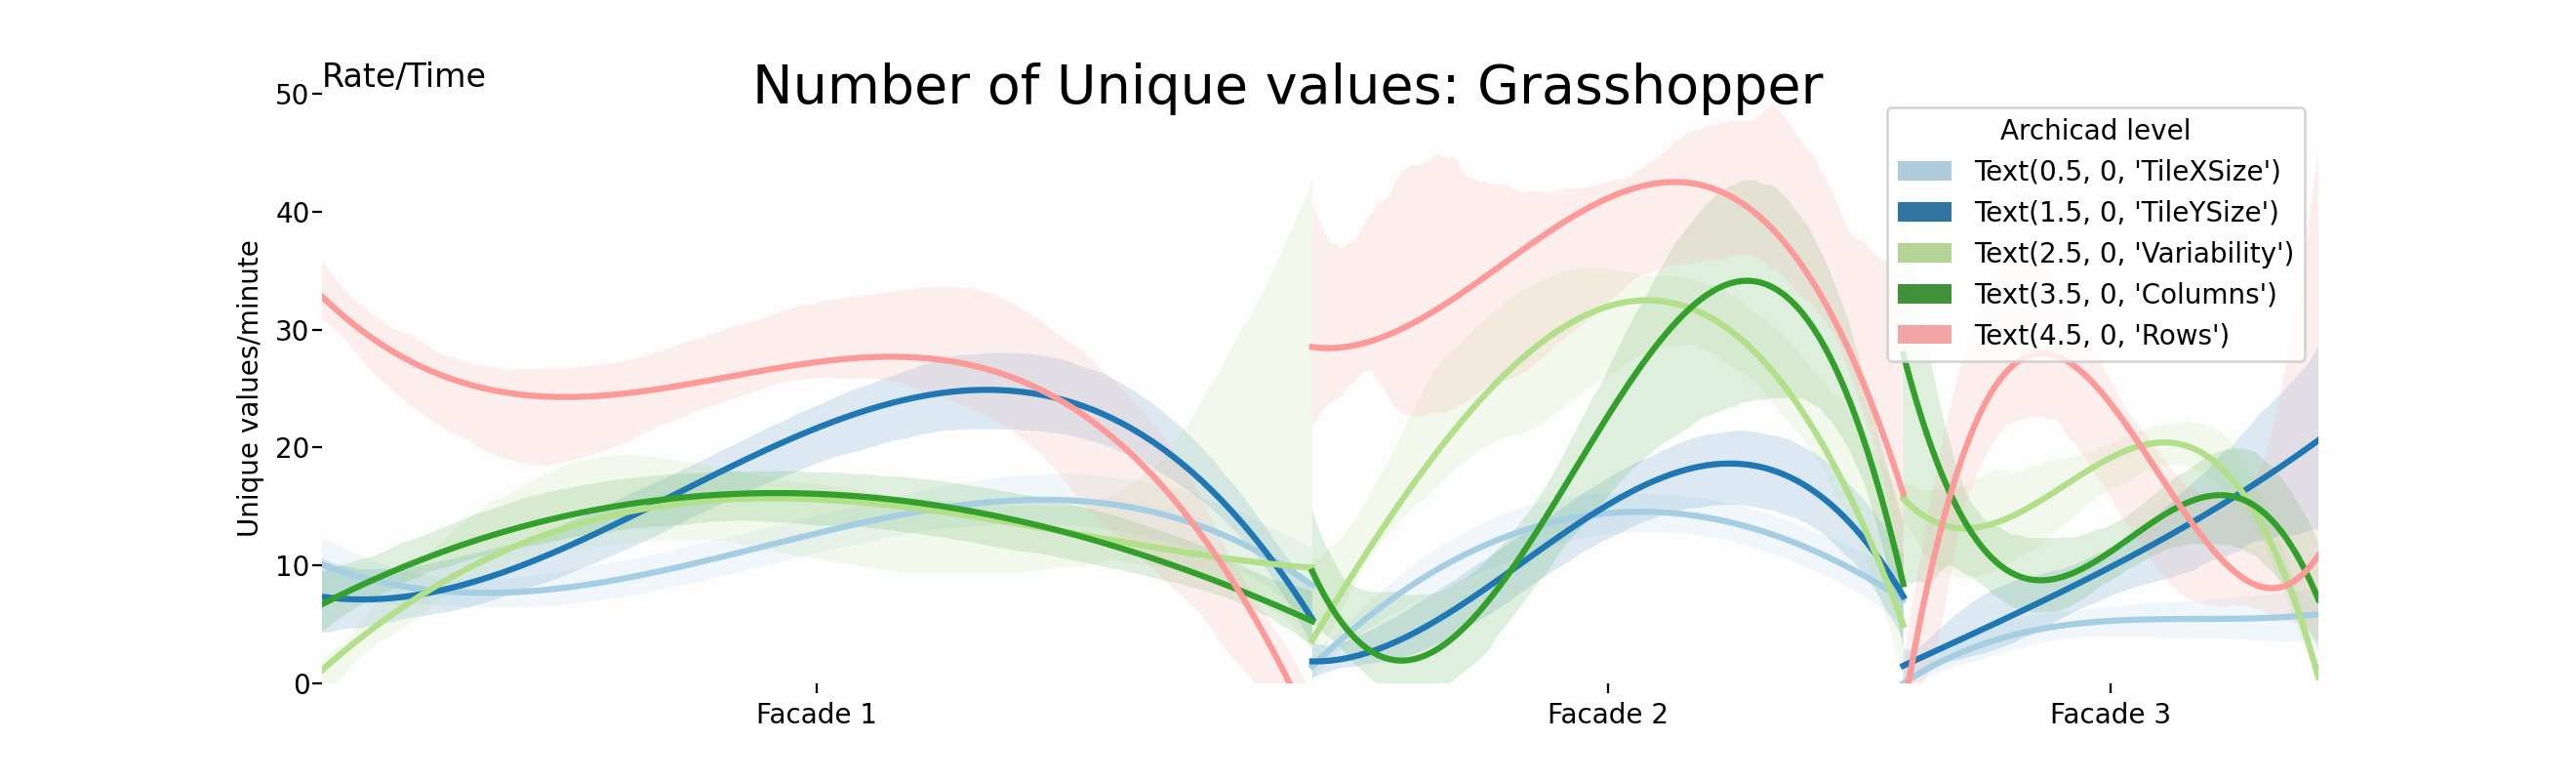 Rate/Time
Number of Unique values: Grasshopper
Unique values/minute
50
40
30
20
10
0
Archicad level
Text(0.5, 0, 'TileXSize')
Text(1.5, 0, 'TileYSize')
Text(2.5, 0, 'Variability')
Text(3.5, 0, 'Columns')
Text(4.5, 0, 'Rows')
Facade 1
Facade 2
Facade 3